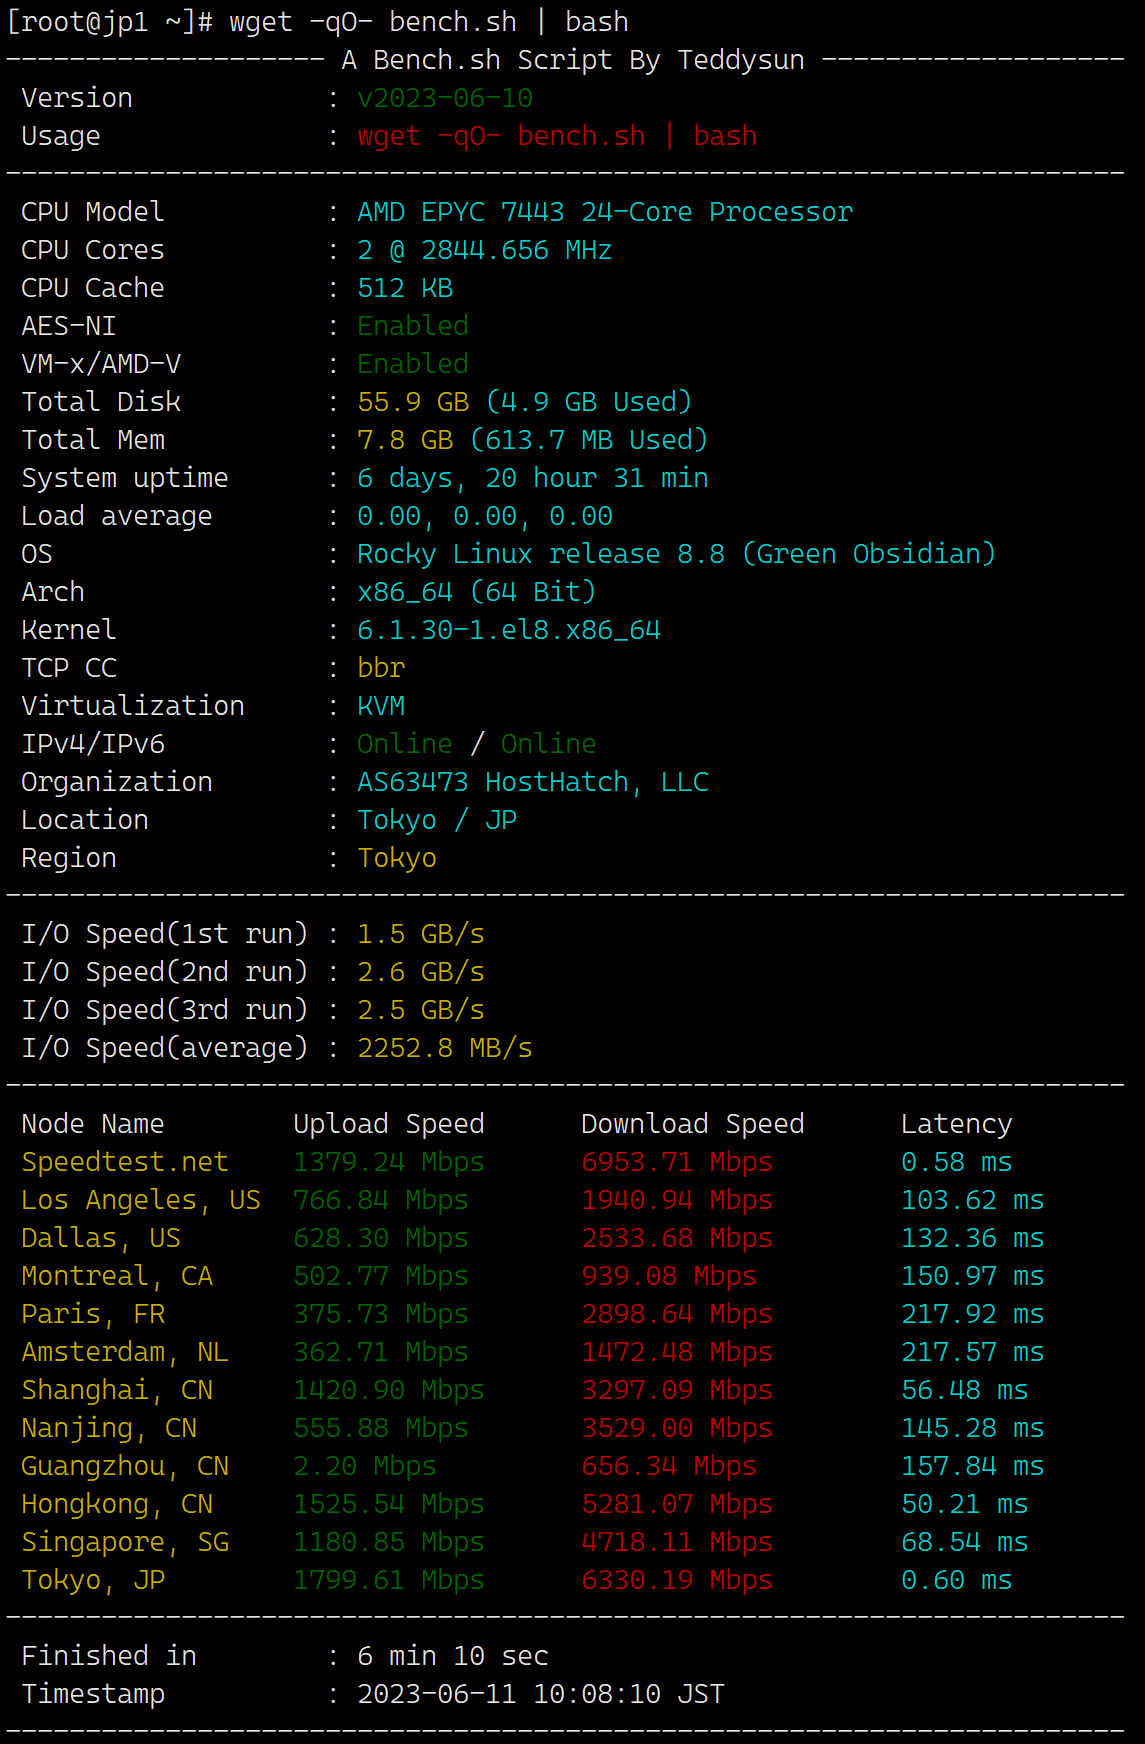 [root@jp1 ~]# wget -qO- bench.sh | bash
-------------------- A Bench.sh Script By Teddysun -------------------
Version            : v2023-06-10
Usage              : wget -qO- bench.sh | bash
----------------------------------------------------------------------
CPU Model          : AMD EPYC 7443 24-Core Processor
CPU Cores          : 2 @ 2844.656 MHz
CPU Cache          : 512 KB
AES-NI             : Enabled
VM-x/AMD-V         : Enabled
Total Disk         : 55.9 GB (4.9 GB Used)
Total Mem          : 7.8 GB (613.7 MB Used)
System uptime      : 6 days, 20 hour 31 min
Load average       : 0.00, 0.00, 0.00
OS                 : Rocky Linux release 8.8 (Green Obsidian)
Arch               : x86_64 (64 Bit)
Kernel             : 6.1.30-1.el8.x86_64
TCP CC             : bbr
Virtualization     : KVM
IPv4/IPv6          : Online / Online
Organization       : AS63473 HostHatch, LLC
Location           : Tokyo / JP
Region             : Tokyo
----------------------------------------------------------------------
I/O Speed(1st run) : 1.5 GB/s
I/O Speed(2nd run) : 2.6 GB/s
I/O Speed(3rd run) : 2.5 GB/s
I/O Speed(average) : 2252.8 MB/s
----------------------------------------------------------------------
Node Name        Upload Speed      Download Speed      Latency
Speedtest.net    1379.24 Mbps      6953.71 Mbps        0.58 ms
Los Angeles, US  766.84 Mbps       1940.94 Mbps        103.62 ms
Dallas, US       628.30 Mbps       2533.68 Mbps        132.36 ms
Montreal, CA     502.77 Mbps       939.08 Mbps         150.97 ms
Paris, FR        375.73 Mbps       2898.64 Mbps        217.92 ms
Amsterdam, NL    362.71 Mbps       1472.48 Mbps        217.57 ms
Shanghai, CN     1420.90 Mbps      3297.09 Mbps        56.48 ms
Nanjing, CN      555.88 Mbps       3529.00 Mbps        145.28 ms
Guangzhou, CN    2.20 Mbps         656.34 Mbps         157.84 ms
Hongkong, CN     1525.54 Mbps      5281.07 Mbps        50.21 ms
Singapore, SG    1180.85 Mbps      4718.11 Mbps        68.54 ms
Tokyo, JP        1799.61 Mbps      6330.19 Mbps        0.60 ms
----------------------------------------------------------------------
Finished in        : 6 min 10 sec
Timestamp          : 2023-06-11 10:08:10 JST
----------------------------------------------------------------------